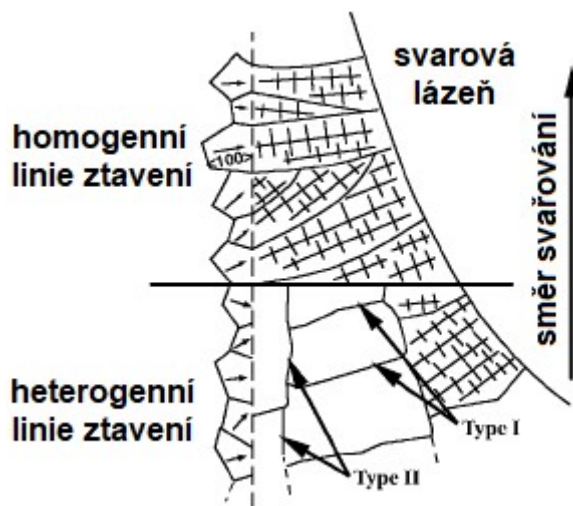 svarová
lázeň
homogenní
linie ztavení
<100>
směr svařování
heterogenní
linie ztavení
Type I
Type II